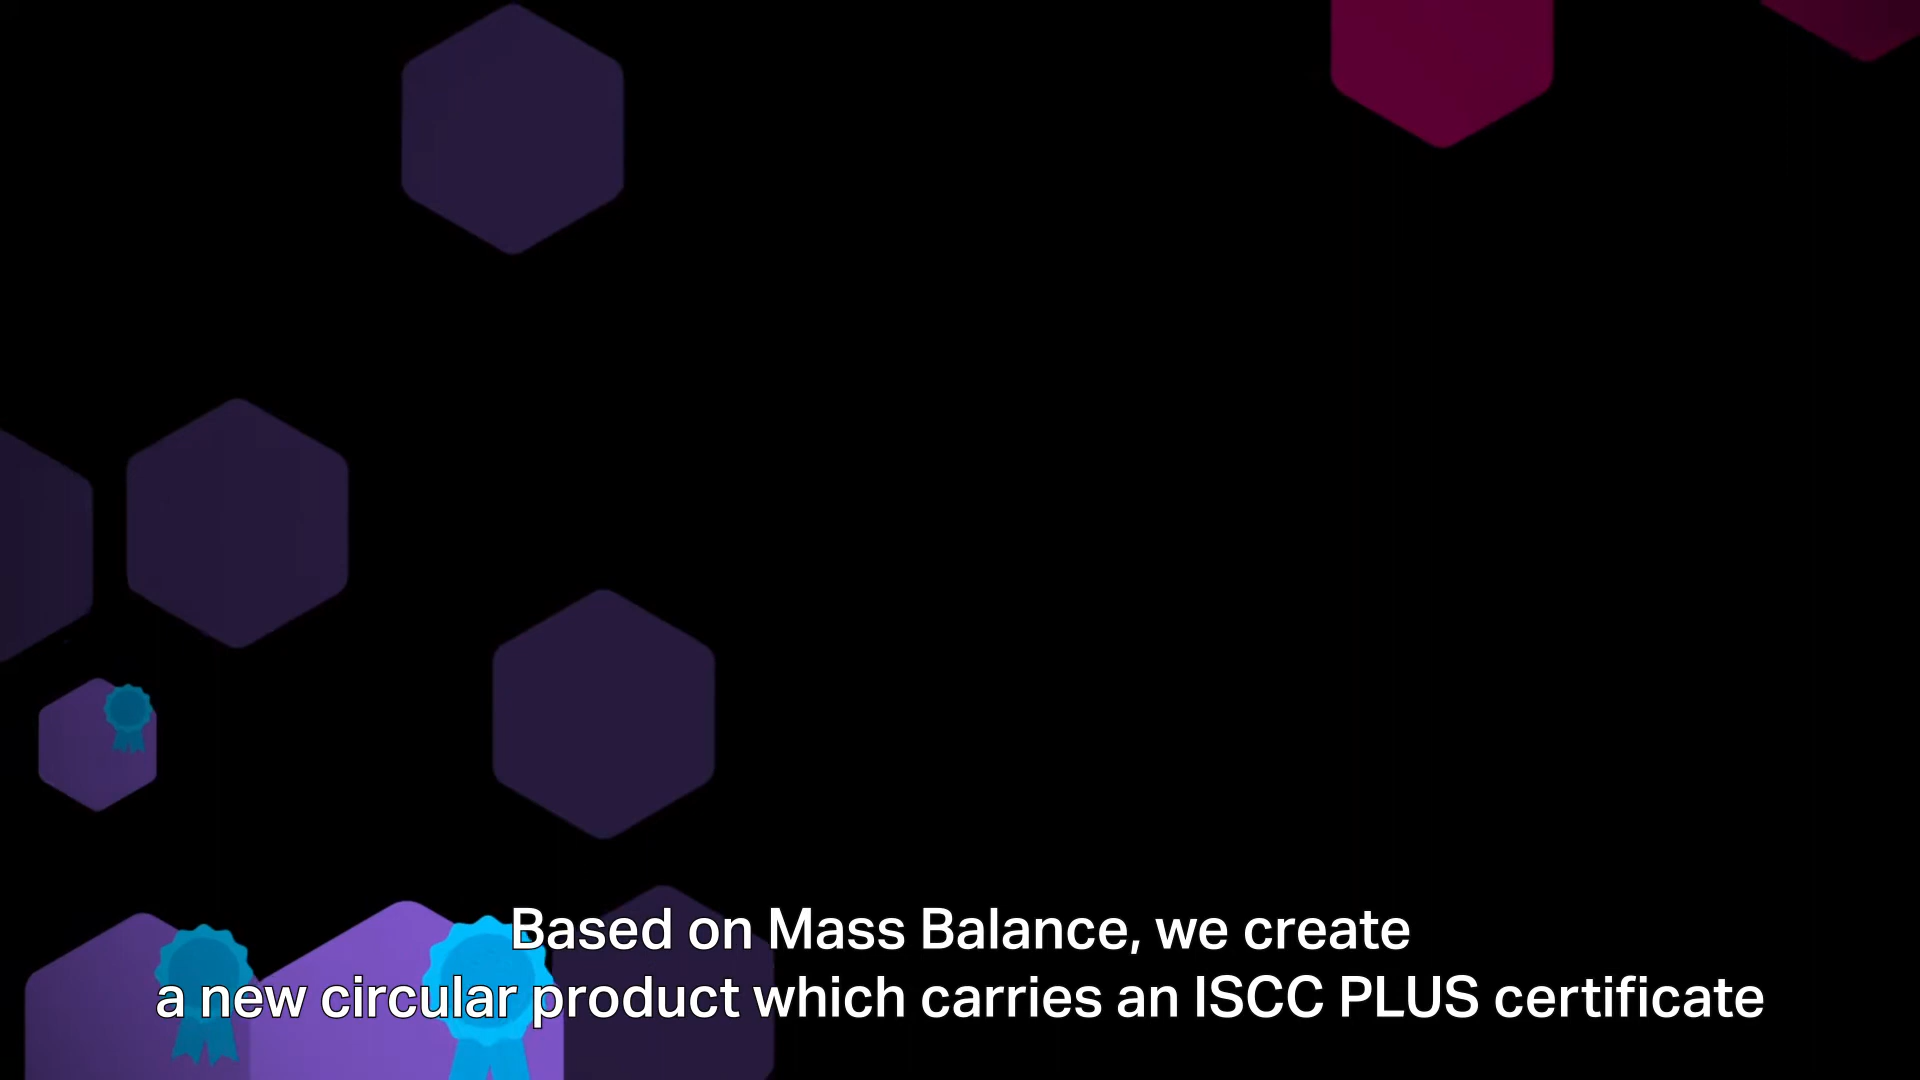 Based on Mass Balance, we create
a new circular product which carries an ISCC PLUS certificate